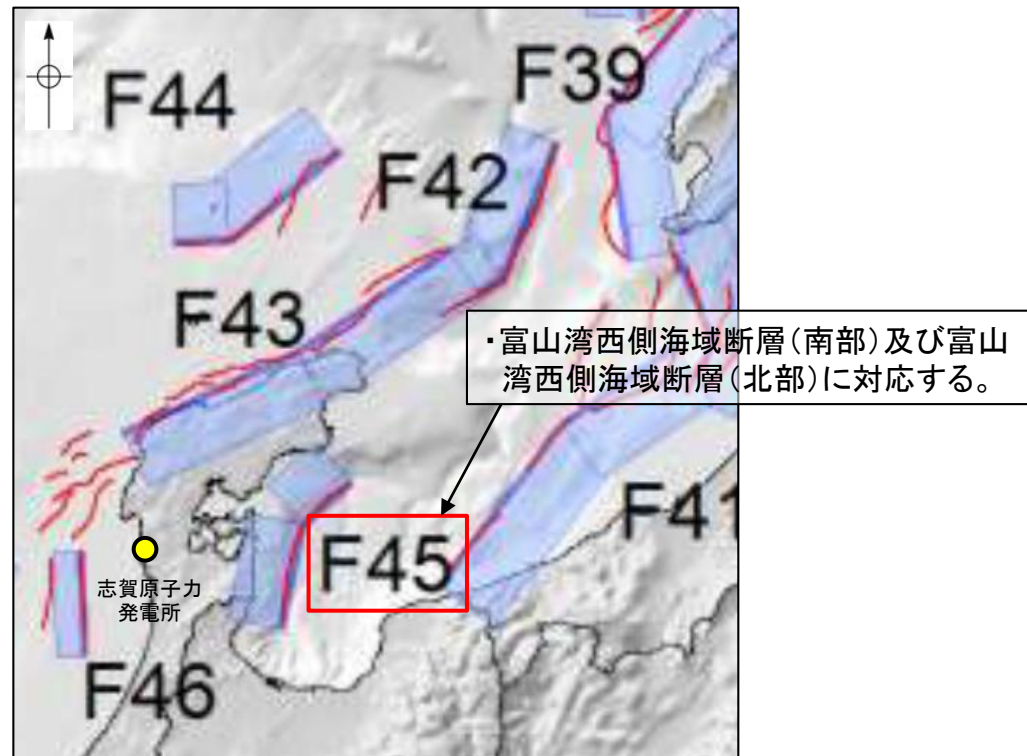 F39
F44
F42
F43
・富山湾西側海域断層(南部)及び富山
湾西側海域断層(北部)に対応する。
F41
F45
志賀原子力
発電所
F46